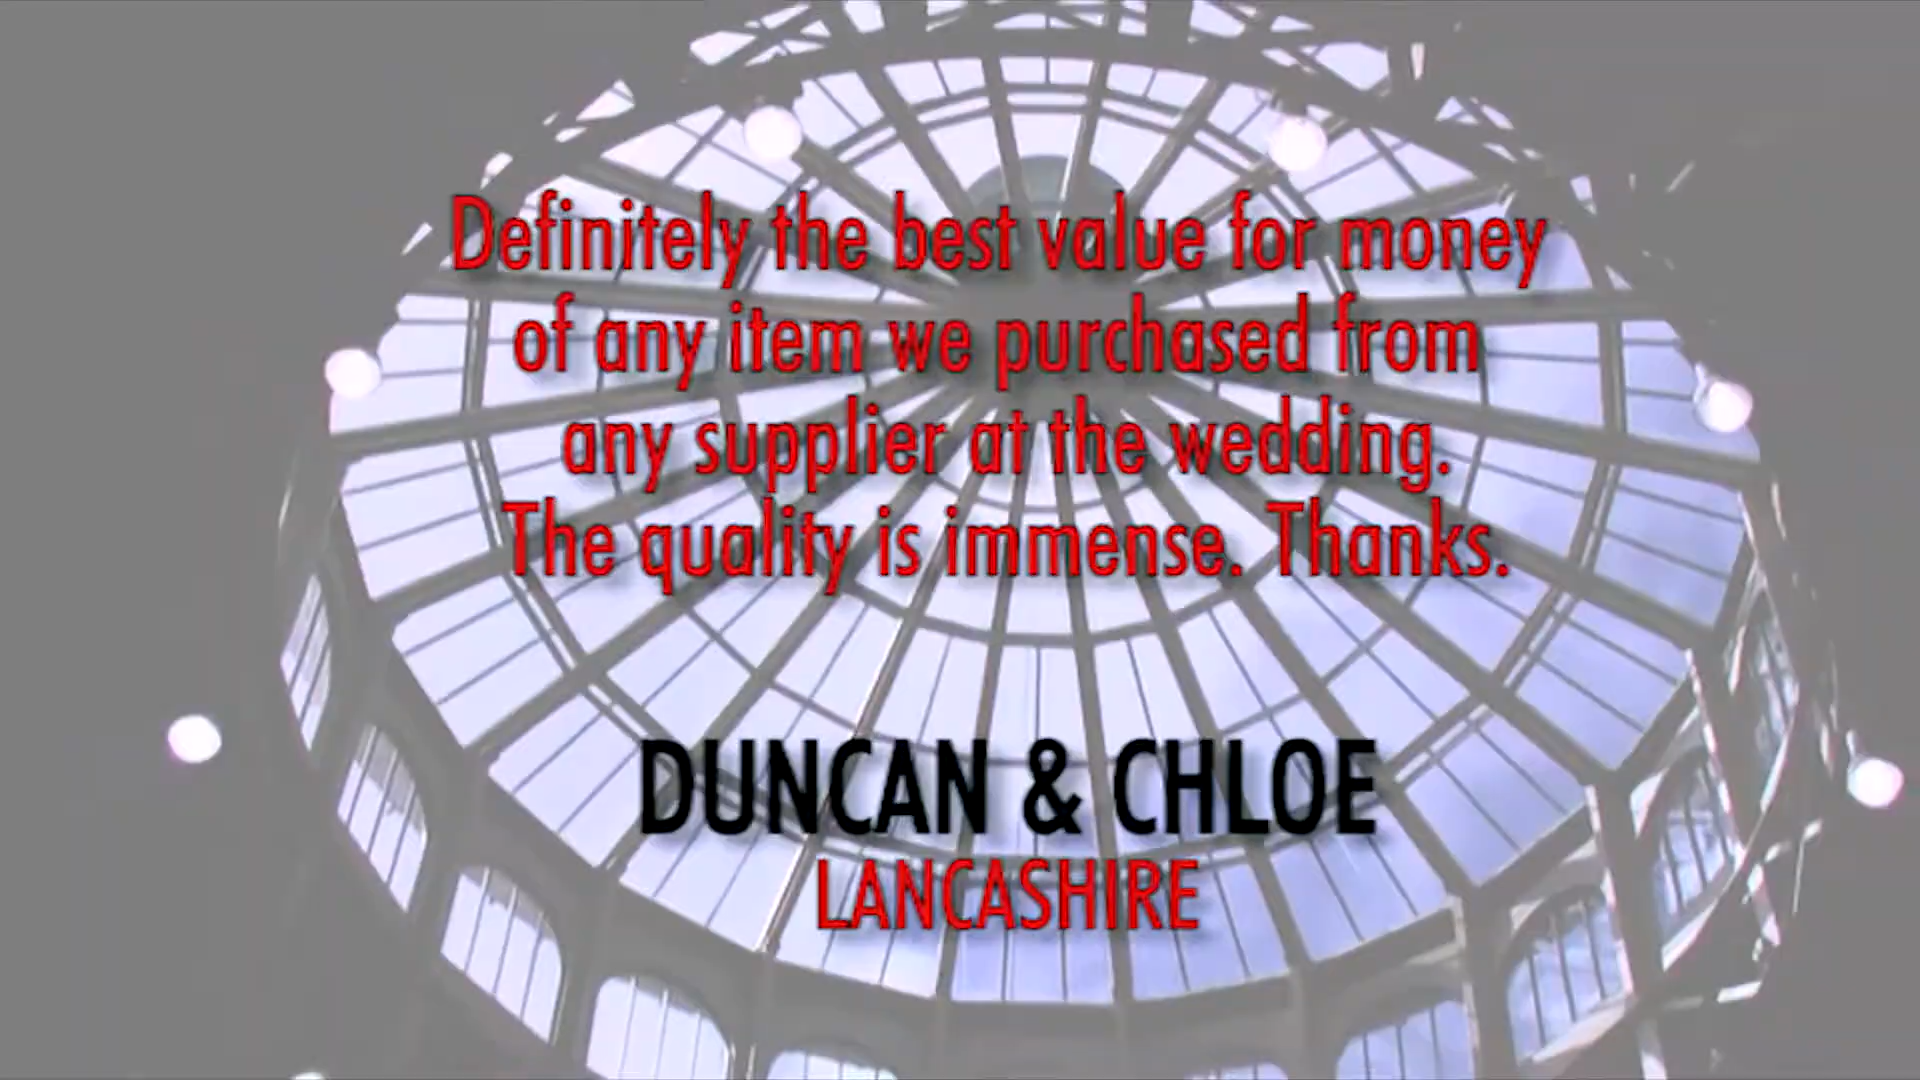 Definitely the best value for money
of any item we purchased from
any supplier at the wedding.
The quality is immense. Thanks.
DUNCAN & CHLOE
LANCASHIRE